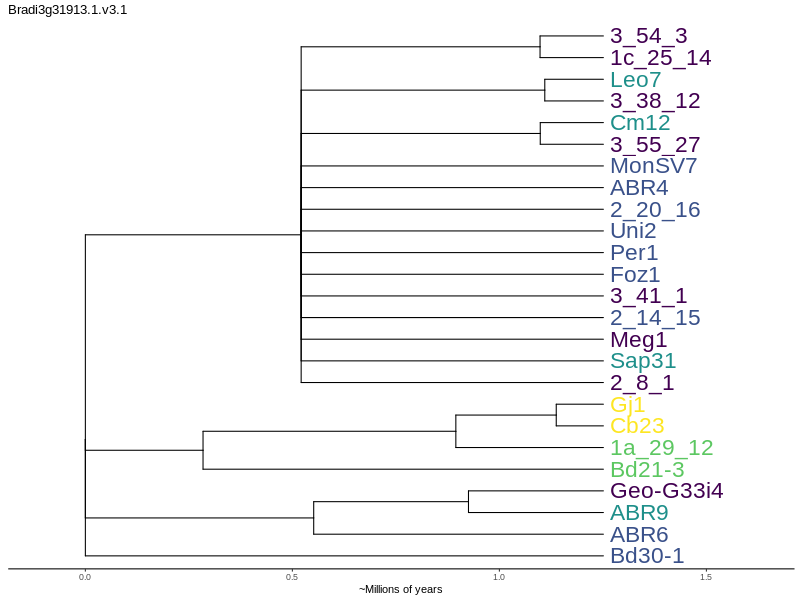 Bradi3g31913.1.v3.1
3_54_3
1c_25_14
Leo7
3_38_12
Cm12
3_55_27
MonSV7
ABR4
2_20_16
Uni2
Per1
Foz1
3_41_1
2_14_15
Meg1
Sap31
2_8_1
Gj1
Cb23
1a_29_12
Bd21-3
Geo-G33i4
ABR9
ABR6
Bd30-1
0.0 0.5 1.0 1.5
~Millions of years